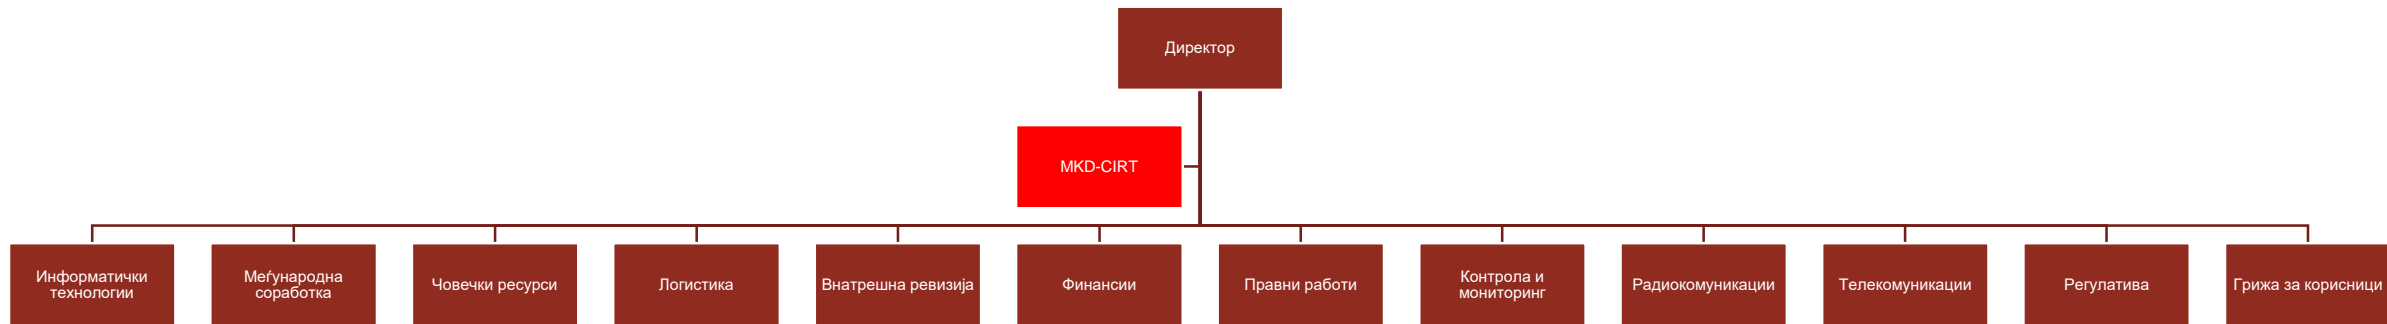 Директор
MKD-CIRT
Информатички
технологии
Меѓународна
соработка
Човечки ресурси
Логистика
Внатрешна ревизија
Финансии
Правни работи
Контрола и
мониторинг
Радиокомуникации
Телекомуникации
Регулатива
Грижа за корисници